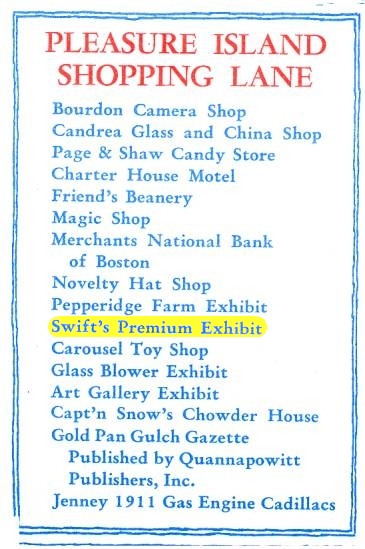 PLEASURE ISLAND
SHOPPING LANE
Bourdon Camera Shop
Candrea Glass and China Shop
Page & Shaw Candy Store
Charter House Motel
Friend's Beanery
Magic Shop
Merchants National Bank
of Boston
Novelty Hat Shop
Pepperidge Farm Exhibit
Swift's Premium Exhibit
Carousel Toy Shop
Glass Blower Exhibit
Art Gallery Exhibit
Capt'n Snow's Chowder House
Gold Pan Gulch Gazette
Published by Quannapowitt
Publishers, Inc.
Jenney 1911 Gas Engine Cadillacs